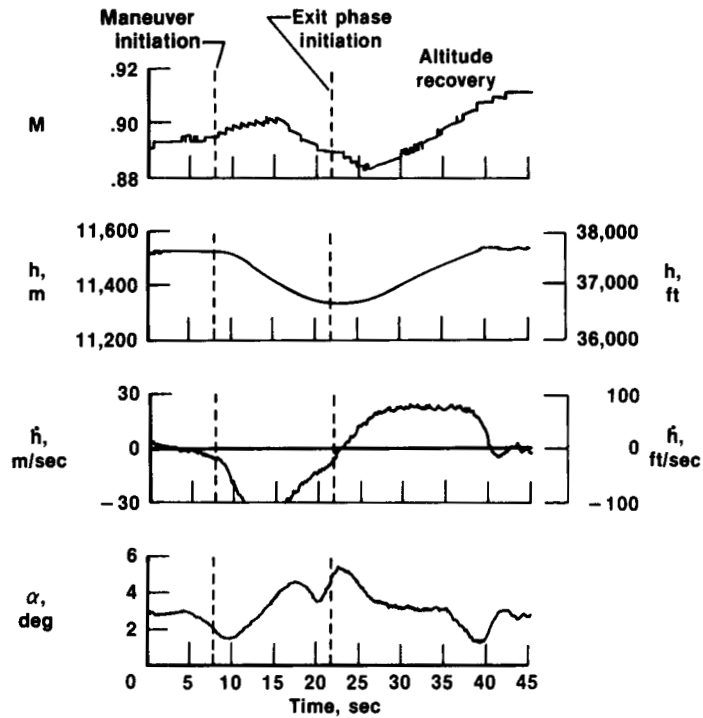 Maneuver initiation
Exit phase initiation
Altitude recovery
M
.92
.90
.88
h, m
11,600
11,400
11,200
38,000
37,000
36,000
h, ft
ḣ, m/sec
30
0
−30
100
0
−100
ḣ, ft/sec
α, deg
6
4
2
0 5 10 15 20 25 30 35 40 45
Time, sec